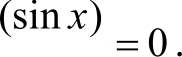 (sin x) = 0 .